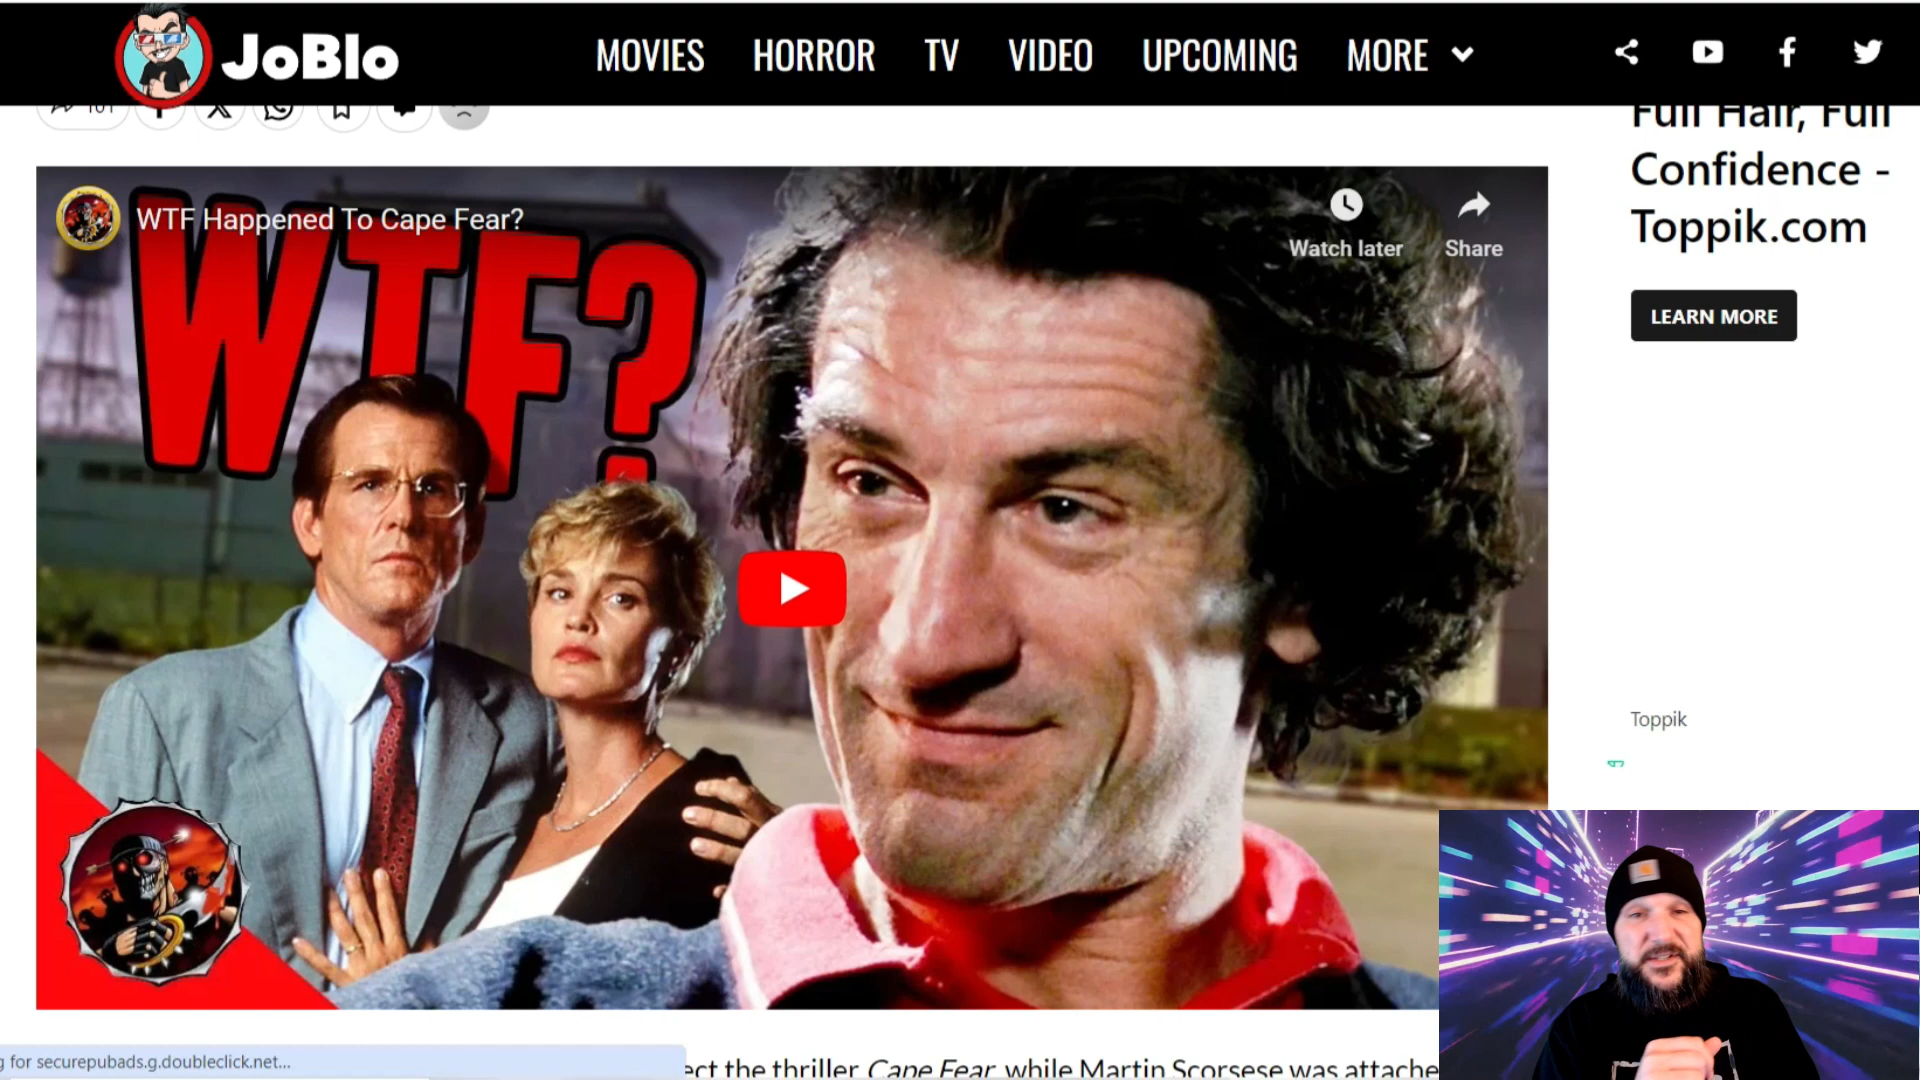 JoBlo
MOVIES HORROR TV VIDEO UPCOMING MORE
101
Full Hair, Full
Confidence -
Toppik.com
LEARN MORE
WTF Happened To Cape Fear?
Watch later
Share
WTF?
Toppik
g for securepubads.g.doubleclick.net...
ect the thriller Cape Fear, while Martin Scorsese was attache